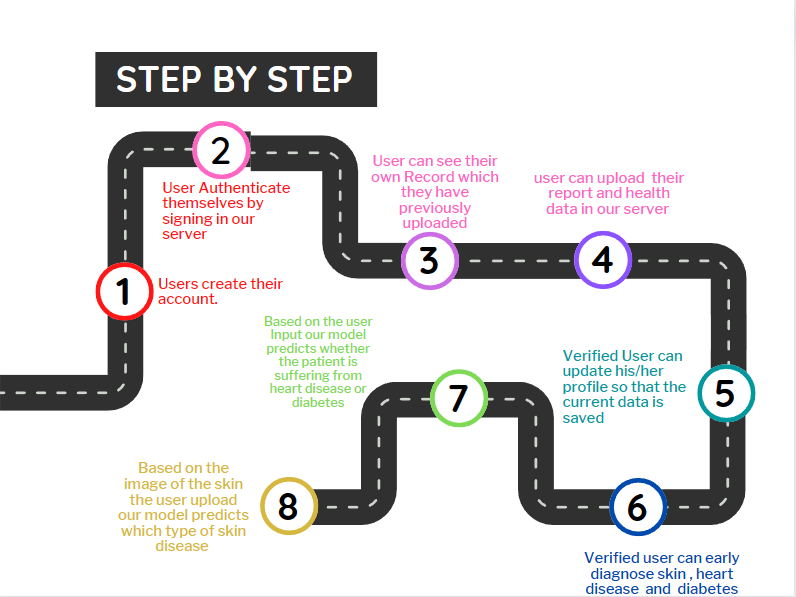 STEP BY STEP
1
Users create their
account.
2
User Authenticate
themselves by
signing in our
server
3
User can see their
own Record which
they have
previously
uploaded
4
user can upload their
report and health
data in our server
5
Verified User can
update his/her
profile so that the
current data is
saved
6
Verified user can early
diagnose skin , heart
disease and diabetes
7
Based on the user
Input our model
predicts whether
the patient is
suffering from
heart disease or
diabetes
8
Based on the
image of the skin
the user upload
our model predicts
which type of skin
disease